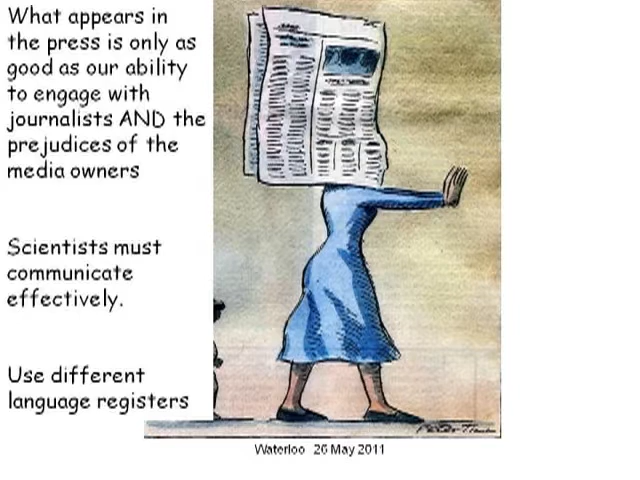 What appears in
the press is only as
good as our ability
to engage with
journalists AND the
prejudices of the
media owners
Scientists must
communicate
effectively.
Use different
language registers
Waterloo 26 May 2011